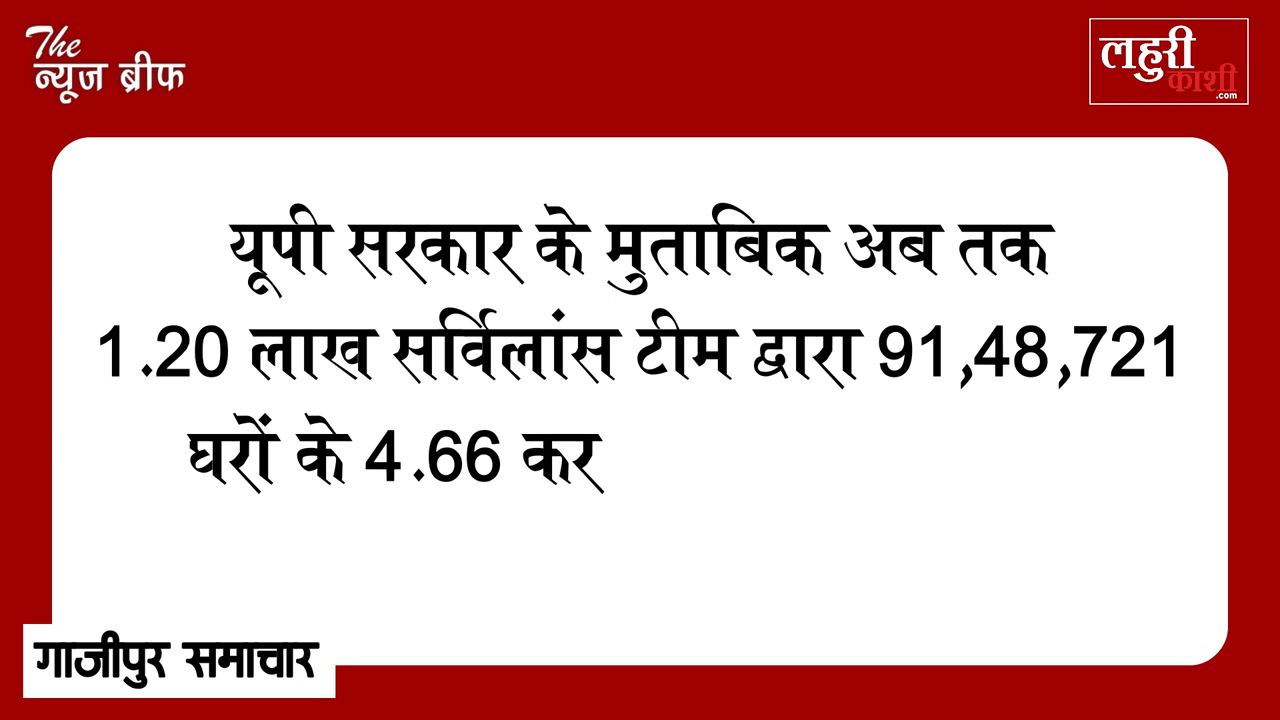 The
न्यूज ब्रीफ
लहुरी
काशी
.com
यूपी सरकार के मुताबिक अब तक
1.20 लाख सर्विलांस टीम द्वारा 91,48,721
घरों के 4.66 कर
गाजीपुर समाचार